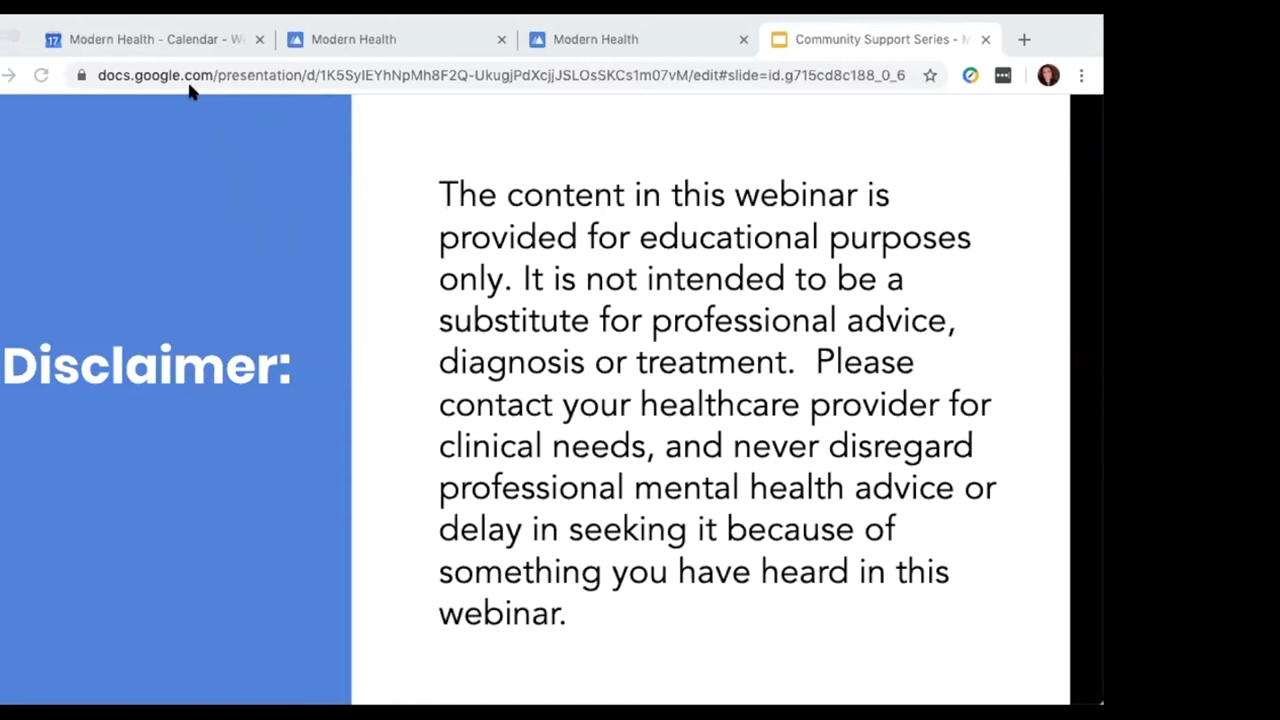 17 Modern Health - Calendar - We
Modern Health
Modern Health
Community Support Series - M
docs.google.com/presentation/d/1K5SyIEYhNpMh8F2Q-UkugjPdXcjjJSLOsSKCs1m07vM/edit#slide=id.g715cd8c188_0_6
Disclaimer:
The content in this webinar is
provided for educational purposes
only. It is not intended to be a
substitute for professional advice,
diagnosis or treatment.  Please
contact your healthcare provider for
clinical needs, and never disregard
professional mental health advice or
delay in seeking it because of
something you have heard in this
webinar.